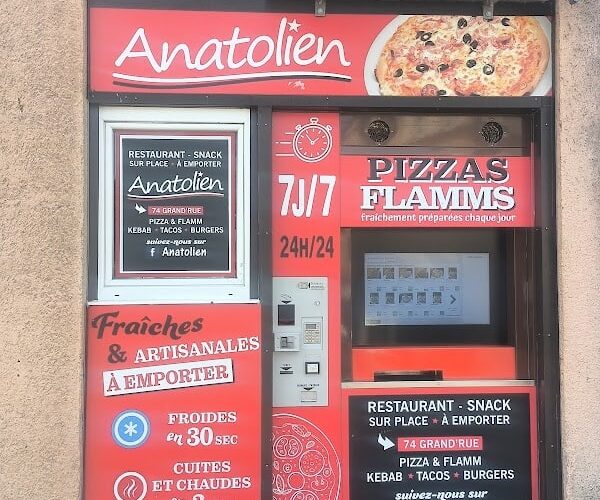 Anatolien
RESTAURANT - SNACK
SUR PLACE - À EMPORTER
Anatolien
74 GRAND'RUE
PIZZA & FLAMM
KEBAB ★ TACOS ★ BURGERS
suivez-nous sur
f Anatolien
7J/7
24H/24
PIZZAS
FLAMMS
fraîchement préparées chaque jour
Fraîches
& ARTISANALES
À EMPORTER
FROIDES
en 30 SEC
CUITES
ET CHAUDES
RESTAURANT - SNACK
SUR PLACE ★ À EMPORTER
74 GRAND'RUE
PIZZA & FLAMM
KEBAB ★ TACOS ★ BURGERS
suivez-nous sur